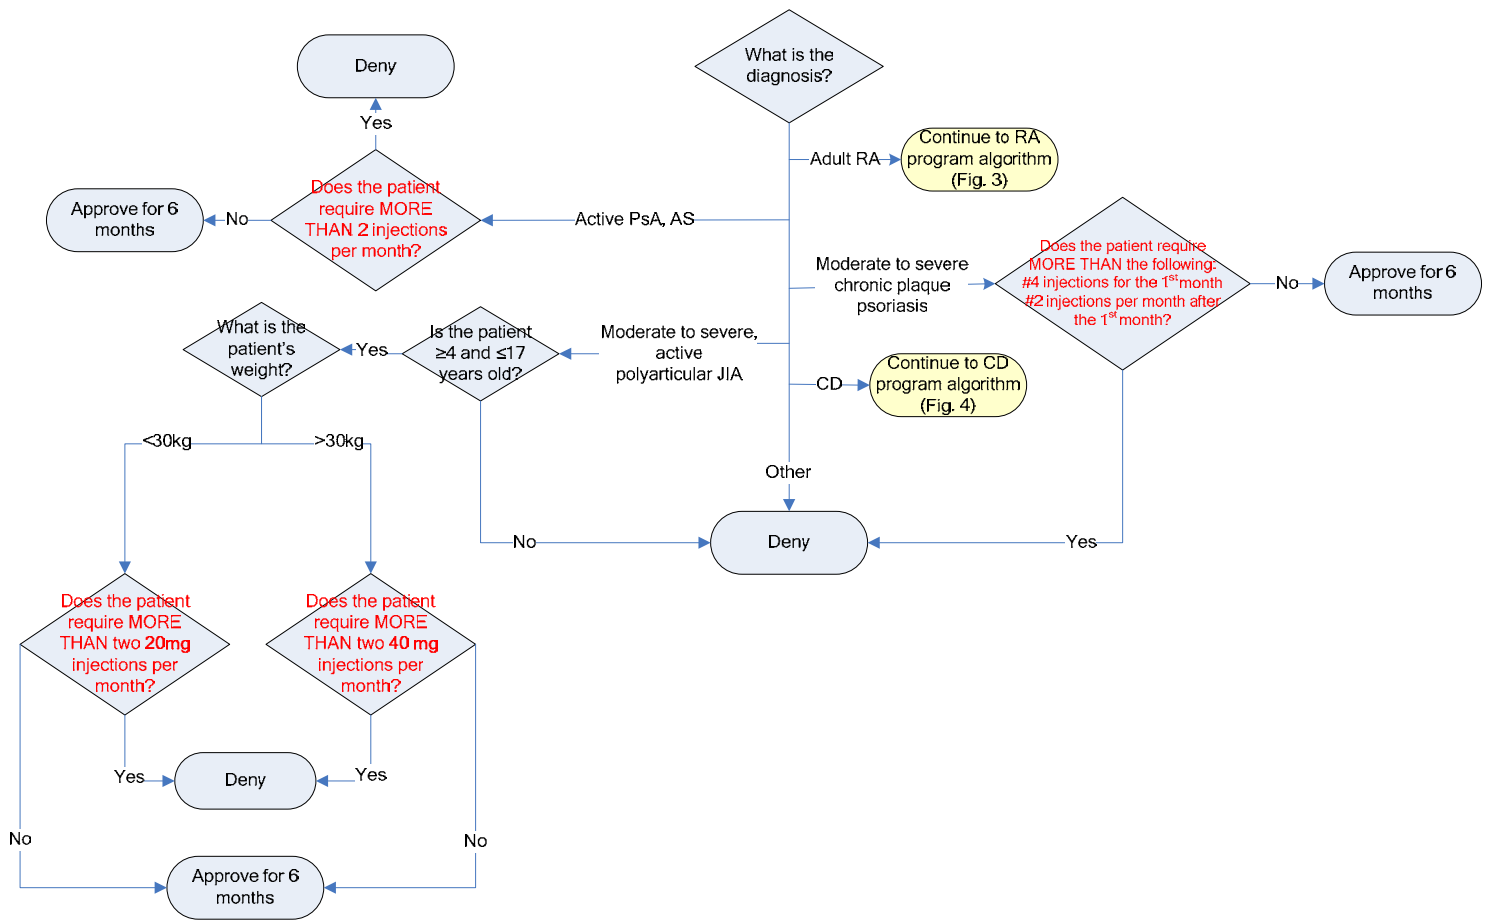 What is the
diagnosis?
Deny
Yes
Does the patient
require MORE
THAN 2 injections
per month?
No
Approve for 6
months
Active PsA, AS
Adult RA
Continue to RA
program algorithm
(Fig. 3)
Moderate to severe
chronic plaque
psoriasis
Does the patient require
MORE THAN the following:
#4 injections for the 1st month
#2 injections per month after
the 1st month?
No
Approve for 6
months
Moderate to severe,
active
polyarticular JIA
Is the patient
≥4 and ≤17
years old?
Yes
What is the
patient's
weight?
CD
Continue to CD
program algorithm
(Fig. 4)
<30kg
>30kg
Other
No
Deny
Yes
Does the patient
require MORE
THAN two 20mg
injections per
month?
Does the patient
require MORE
THAN two 40 mg
injections per
month?
Yes
Deny
Yes
No
No
Approve for 6
months